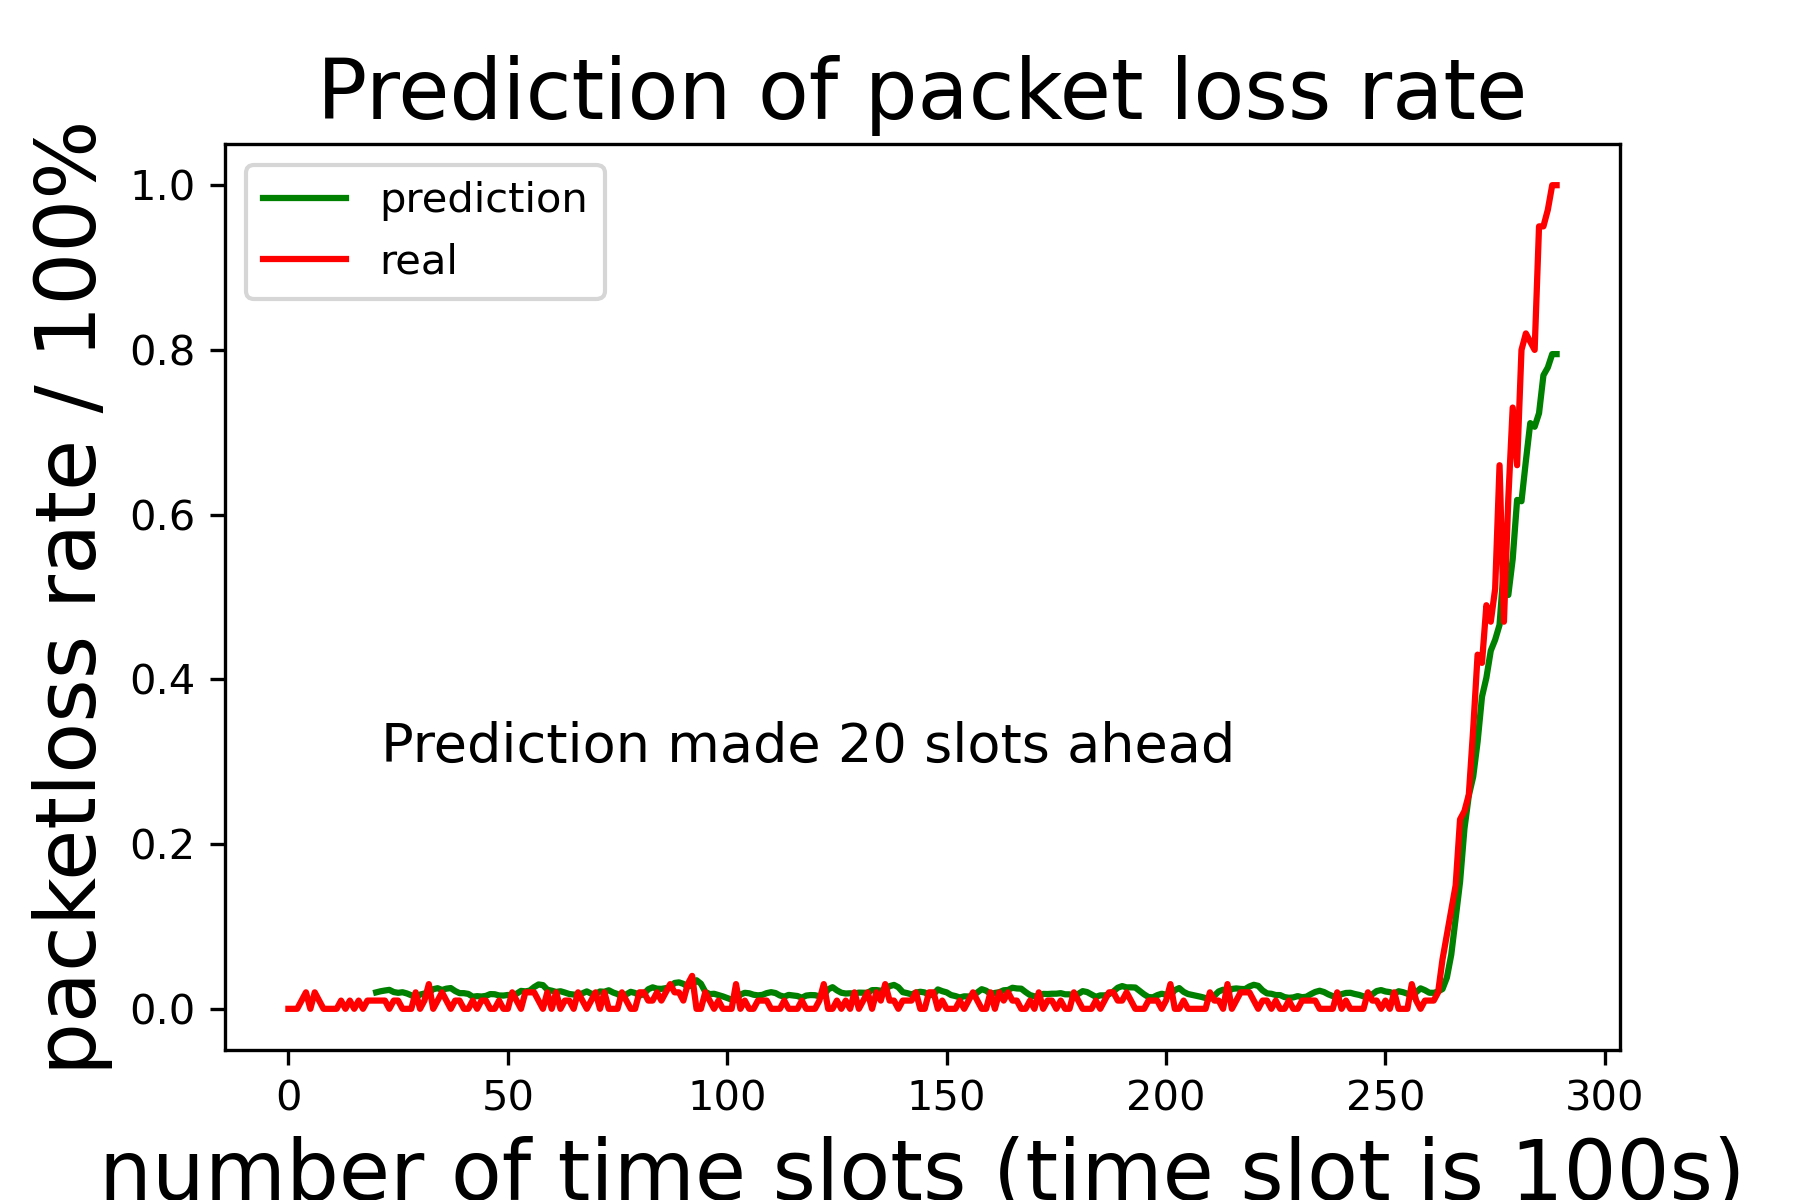 Prediction of packet loss rate
packetloss rate / 100%
1.0
0.8
0.6
0.4
0.2
0.0
prediction
real
Prediction made 20 slots ahead
0 50 100 150 200 250 300
number of time slots (time slot is 100s)